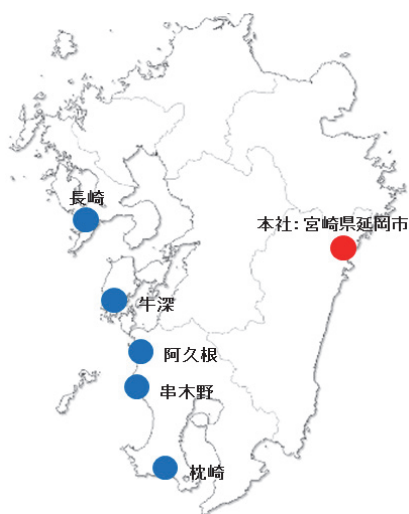 長崎
本社：宮崎県延岡市
牛深
阿久根
串木野
枕崎